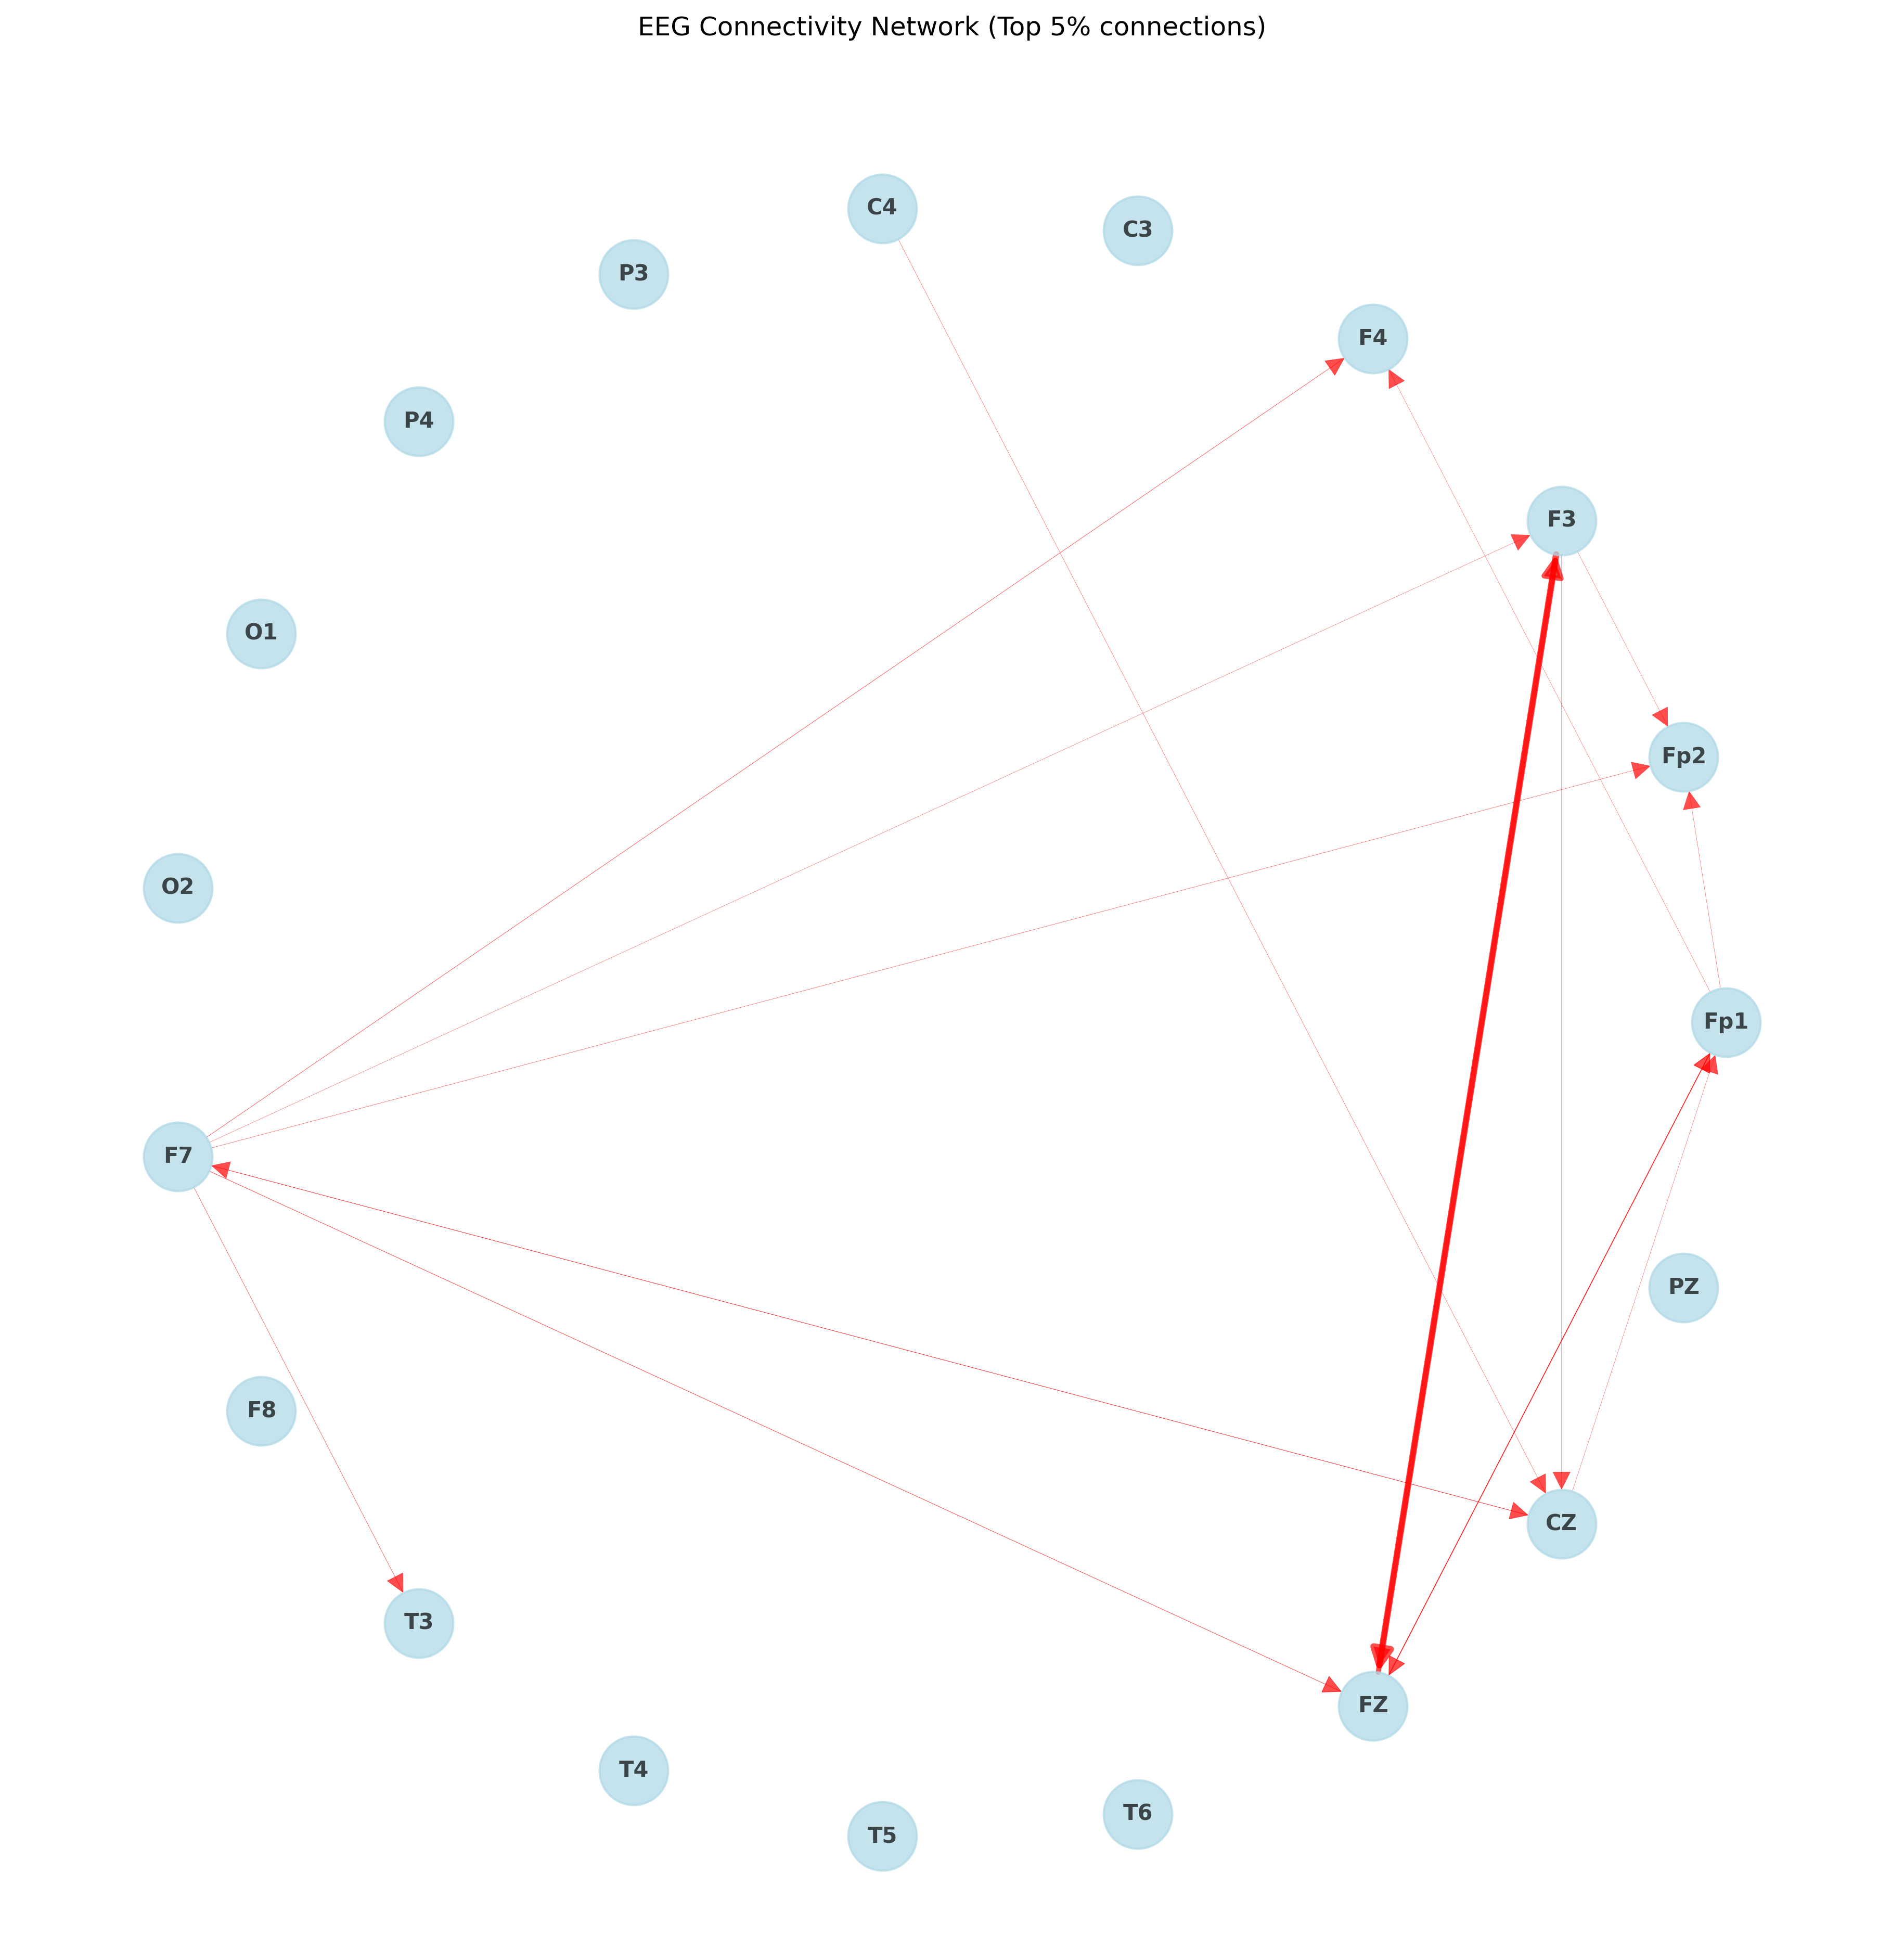 EEG Connectivity Network (Top 5% connections)
C4
C3
P3
F4
P4
F3
O1
Fp2
O2
Fp1
F7
PZ
F8
CZ
T3
FZ
T4
T6
T5